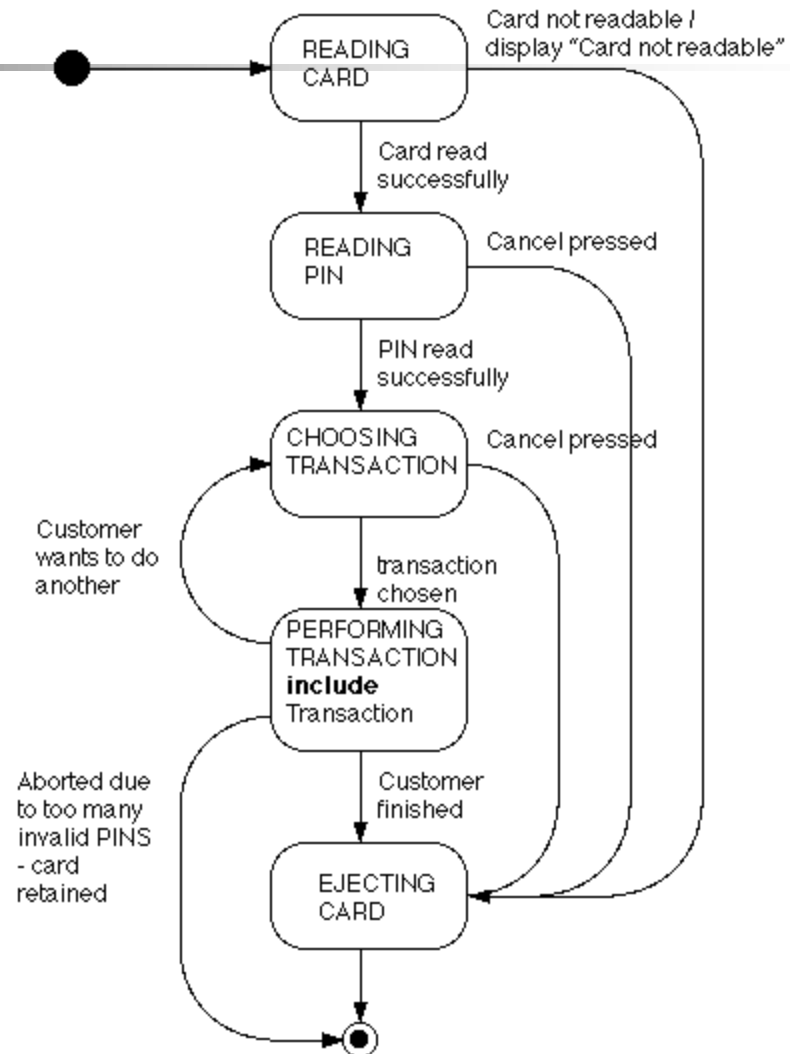 READING
CARD
Card not readable /
display "Card not readable"
Card read
successfully
READING
PIN
Cancel pressed
PIN read
successfully
CHOOSING
TRANSACTION
Cancel pressed
Customer
wants to do
another
transaction
chosen
PERFORMING
TRANSACTION
include
Transaction
Aborted due
to too many
invalid PINS
- card
retained
Customer
finished
EJECTING
CARD